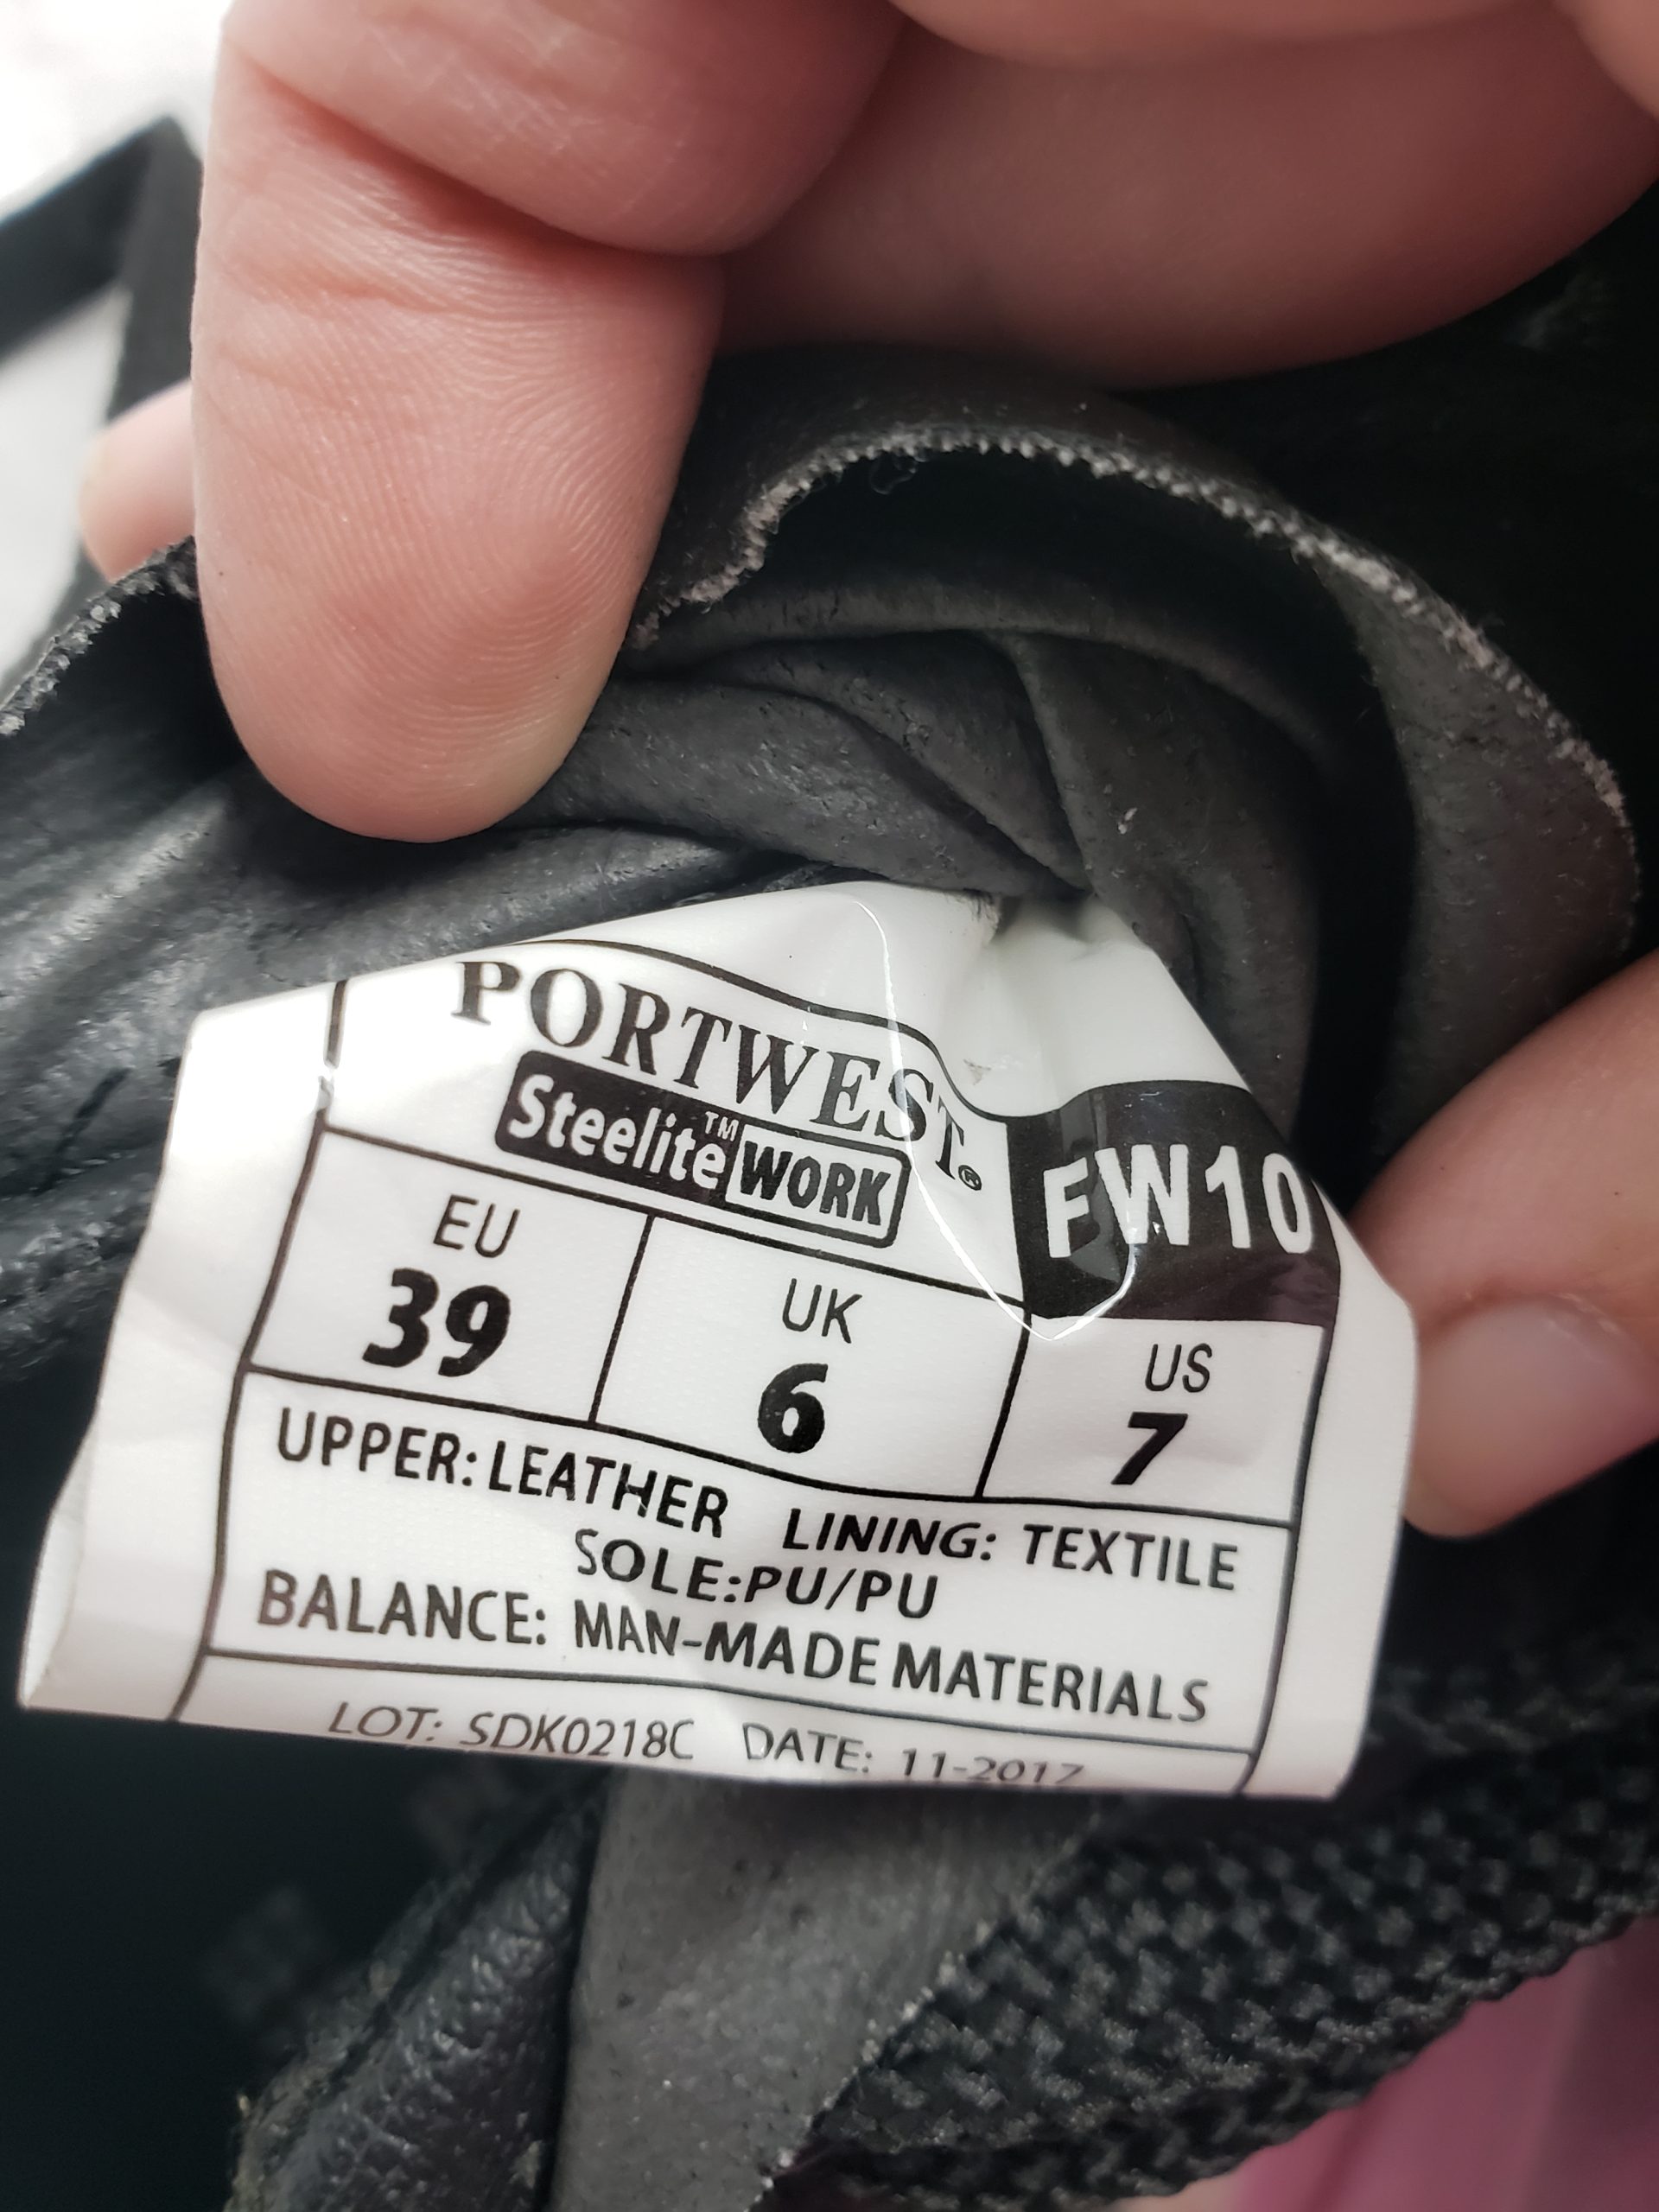 PORTWEST®
Steelite™ WORK
FW10
EU UK US
39 6 7
UPPER: LEATHER LINING: TEXTILE
SOLE:PU/PU
BALANCE: MAN-MADE MATERIALS
LOT: SDK0218C DATE: 11-2017